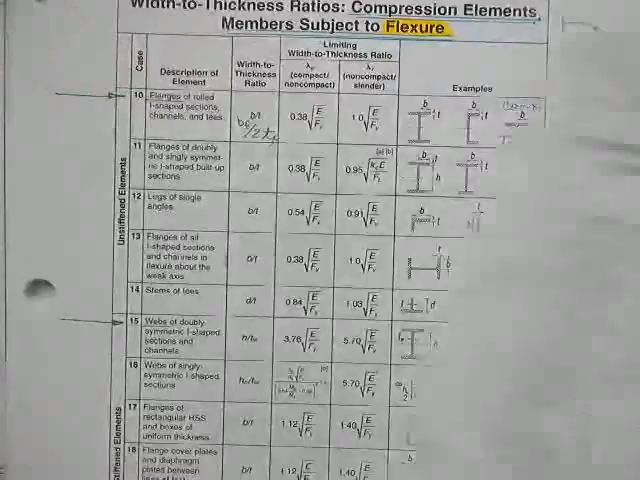 Width-to-Thickness Ratios: Compression Elements
Members Subject to Flexure
Case
Description of Element
Width-to-Thickness Ratio
Limiting Width-to-Thickness Ratio
λp (compact/noncompact)
λr (noncompact/slender)
Examples
Unstiffened Elements
10 Flanges of rolled I-shaped sections, channels, and tees
b/t
bf/2tf
0.38√E/Fy
1.0√E/Fy
b t b t b
11 Flanges of doubly and singly symmetric I-shaped built-up sections
b/t
0.38√E/Fy
[a] [b]
0.95√kcE/FL
b t h b t
12 Legs of single angles
b/t
0.54√E/Fy
0.91√E/Fy
b t
13 Flanges of all I-shaped sections and channels in flexure about the weak axis
b/t
0.38√E/Fy
1.0√E/Fy
t b
14 Stems of tees
d/t
0.84√E/Fy
1.03√E/Fy
t d
15 Webs of doubly symmetric I-shaped sections and channels
h/tw
3.76√E/Fy
5.70√E/Fy
16 Webs of singly symmetric I-shaped sections
hc/tw
[c]
5.70√E/Fy
17 Flanges of rectangular HSS and boxes of uniform thickness
b/t
1.12√E/Fy
1.40√E/Fy
18 Flange cover plates and diaphragm plates between
b/t
1.12√E
1.40√E
b